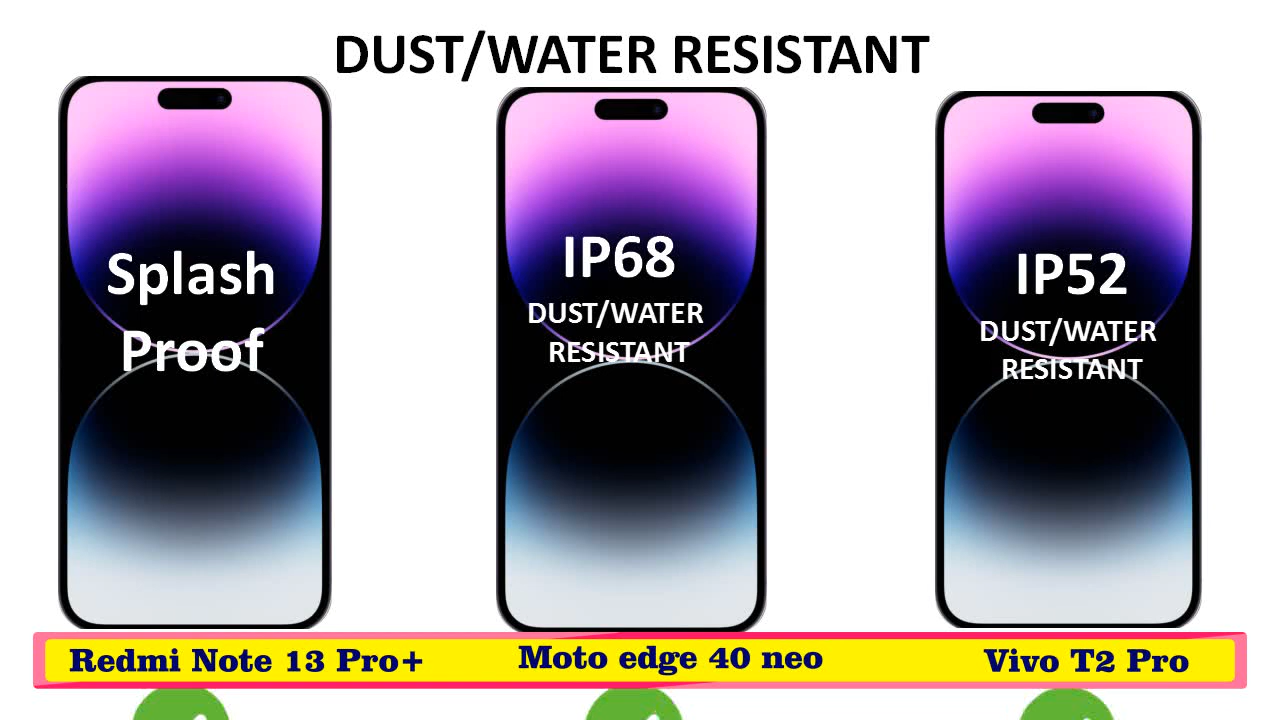 DUST/WATER RESISTANT
Splash
Proof
IP68
DUST/WATER
RESISTANT
IP52
DUST/WATER
RESISTANT
Redmi Note 13 Pro+
Moto edge 40 neo
Vivo T2 Pro